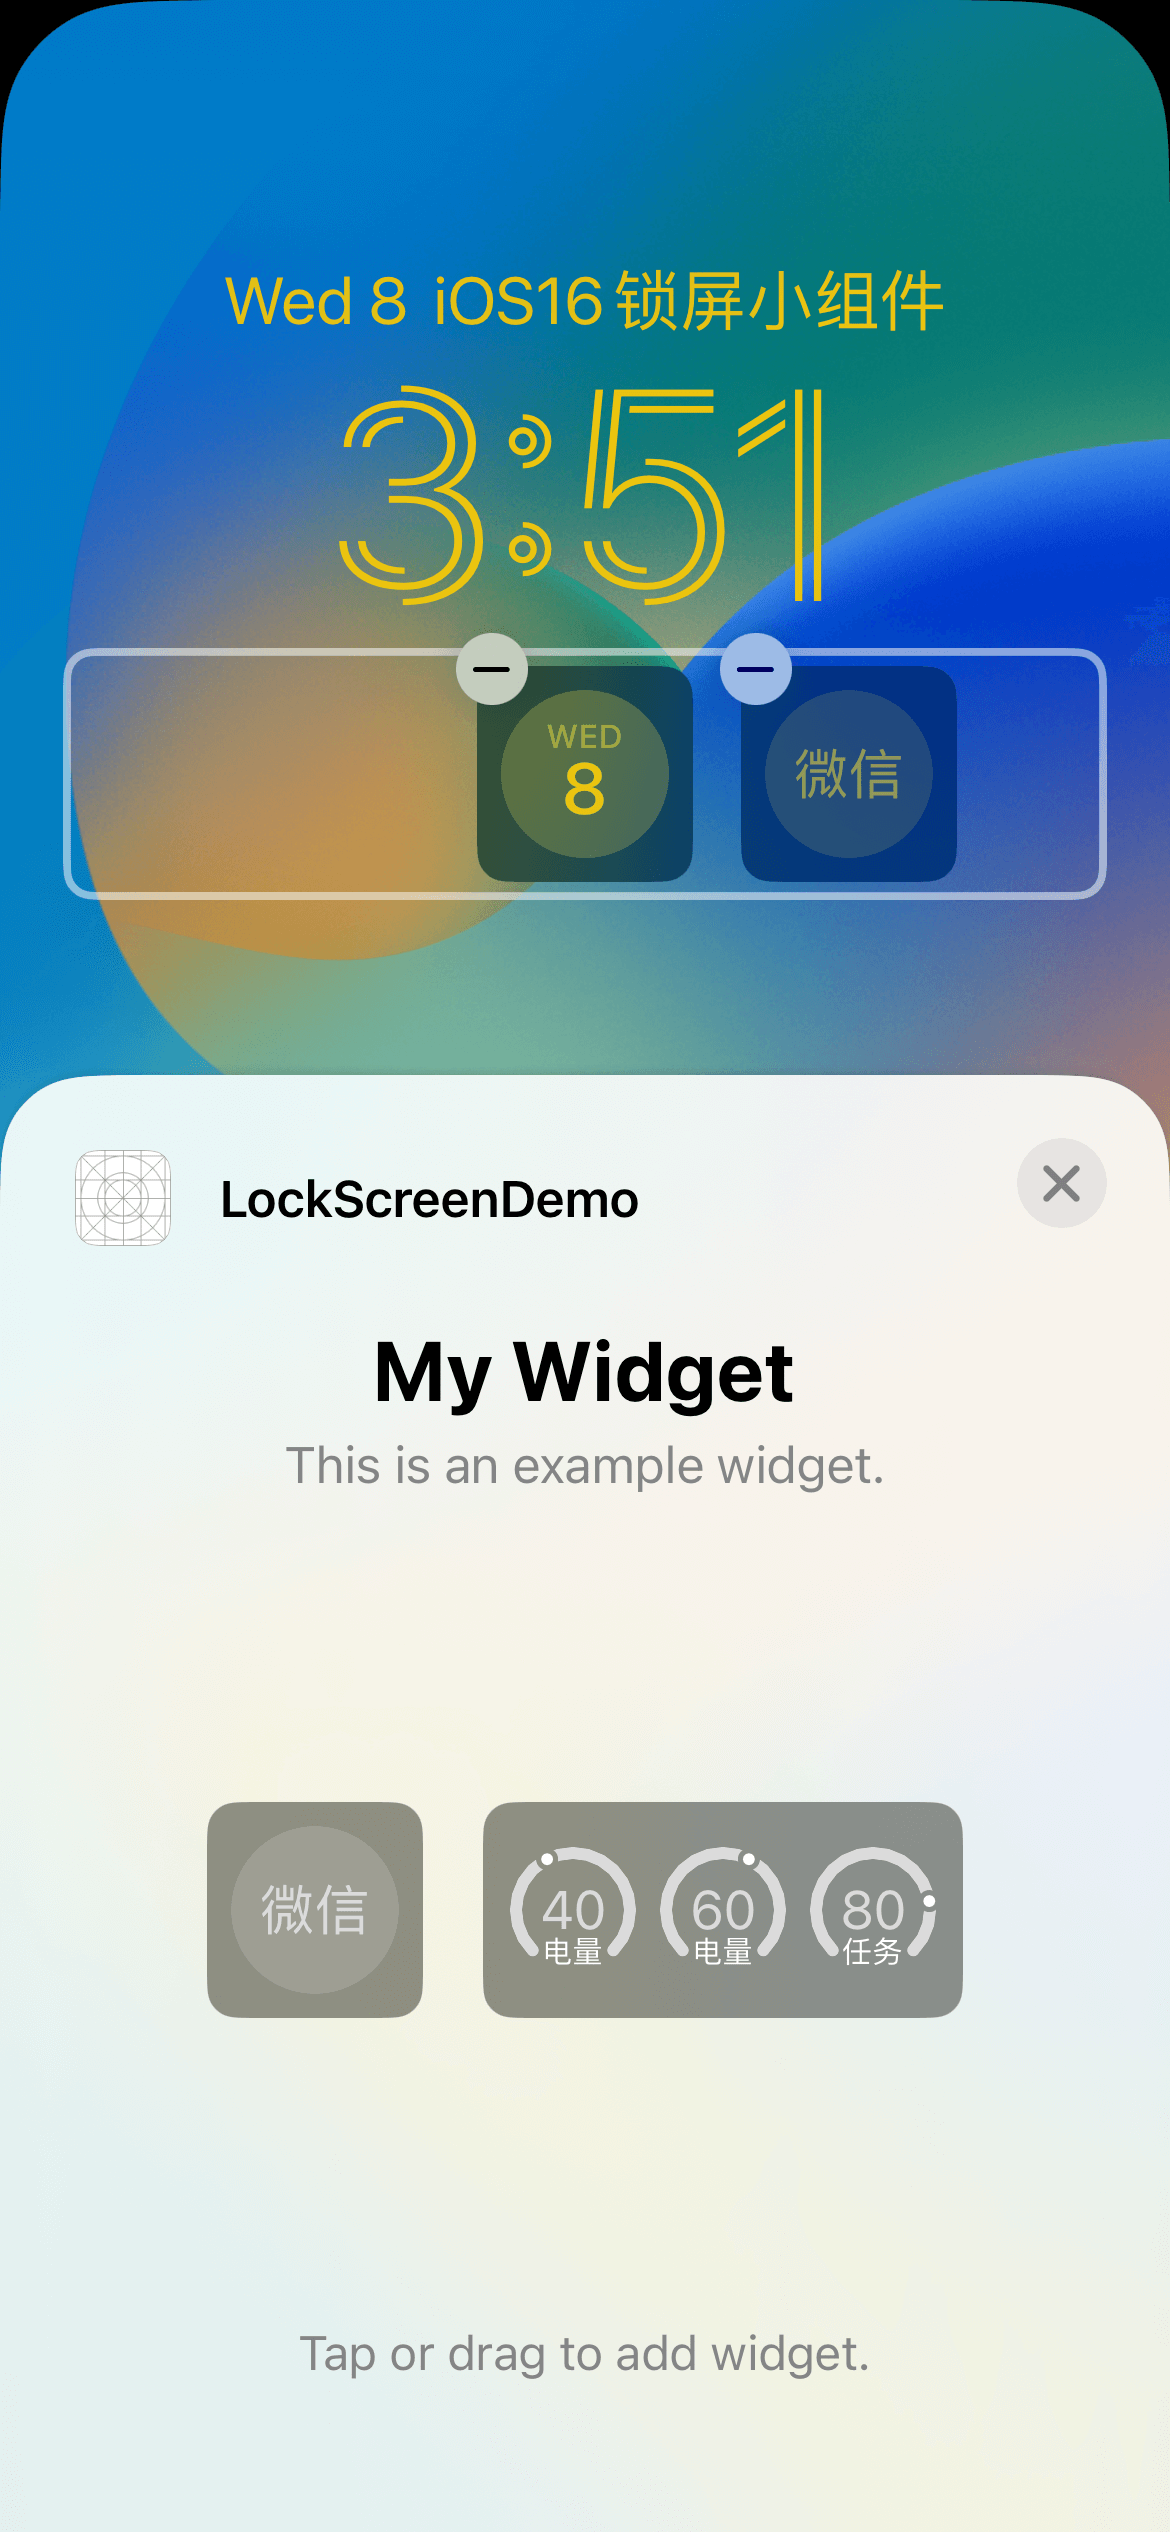 Wed 8 iOS16锁屏小组件
3:51
WED
8
微信
LockScreenDemo
My Widget
This is an example widget.
微信
40
电量
60
电量
80
任务
Tap or drag to add widget.